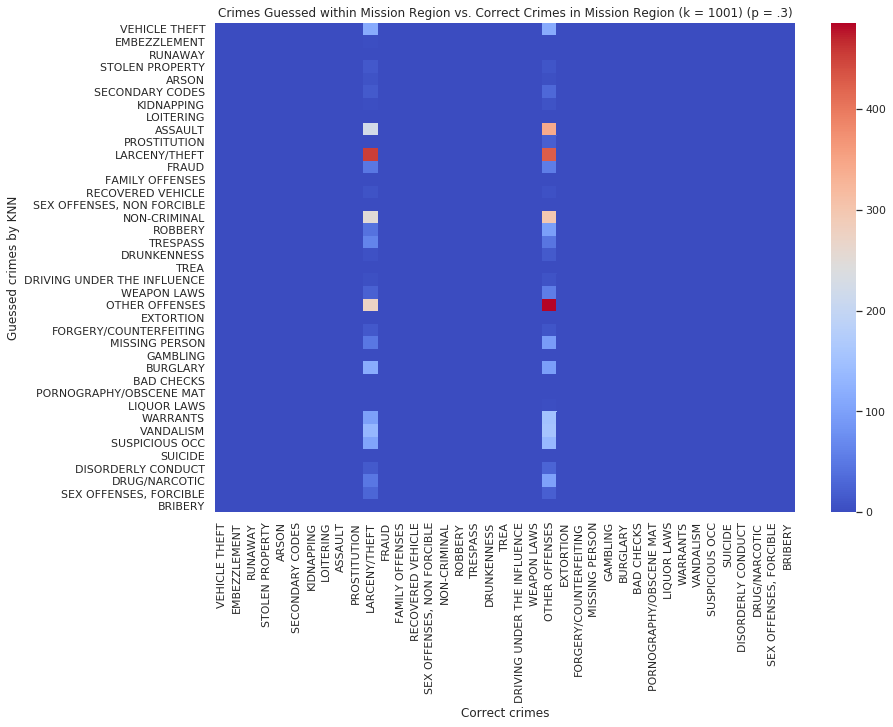 Crimes Guessed within Mission Region vs. Correct Crimes in Mission Region (k = 1001) (p = .3)
Guessed crimes by KNN
VEHICLE THEFT
EMBEZZLEMENT
RUNAWAY
STOLEN PROPERTY
ARSON
SECONDARY CODES
KIDNAPPING
LOITERING
ASSAULT
PROSTITUTION
LARCENY/THEFT
FRAUD
FAMILY OFFENSES
RECOVERED VEHICLE
SEX OFFENSES, NON FORCIBLE
NON-CRIMINAL
ROBBERY
TRESPASS
DRUNKENNESS
TREA
DRIVING UNDER THE INFLUENCE
WEAPON LAWS
OTHER OFFENSES
EXTORTION
FORGERY/COUNTERFEITING
MISSING PERSON
GAMBLING
BURGLARY
BAD CHECKS
PORNOGRAPHY/OBSCENE MAT
LIQUOR LAWS
WARRANTS
VANDALISM
SUSPICIOUS OCC
SUICIDE
DISORDERLY CONDUCT
DRUG/NARCOTIC
SEX OFFENSES, FORCIBLE
BRIBERY
400
300
200
100
0
VEHICLE THEFT
EMBEZZLEMENT
RUNAWAY
STOLEN PROPERTY
ARSON
SECONDARY CODES
KIDNAPPING
LOITERING
ASSAULT
PROSTITUTION
LARCENY/THEFT
FRAUD
FAMILY OFFENSES
RECOVERED VEHICLE
SEX OFFENSES, NON FORCIBLE
NON-CRIMINAL
ROBBERY
TRESPASS
DRUNKENNESS
TREA
DRIVING UNDER THE INFLUENCE
WEAPON LAWS
OTHER OFFENSES
EXTORTION
FORGERY/COUNTERFEITING
MISSING PERSON
GAMBLING
BURGLARY
BAD CHECKS
PORNOGRAPHY/OBSCENE MAT
LIQUOR LAWS
WARRANTS
VANDALISM
SUSPICIOUS OCC
SUICIDE
DISORDERLY CONDUCT
DRUG/NARCOTIC
SEX OFFENSES, FORCIBLE
BRIBERY
Correct crimes